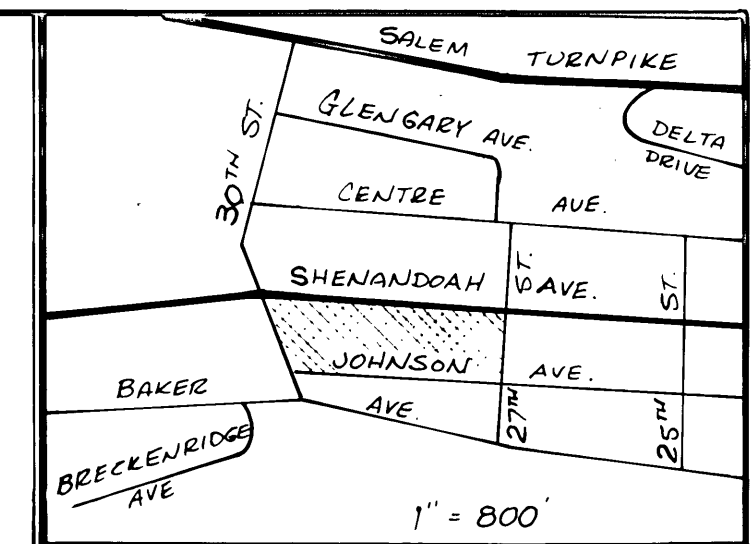 SALEM TURNPIKE
GLENGARY AVE.
DELTA
DRIVE
30TH ST.
CENTRE AVE.
SHENANDOAH AVE.
27TH ST.
25TH ST.
JOHNSON AVE.
BAKER AVE.
BRECKENRIDGE
AVE
1" = 800'